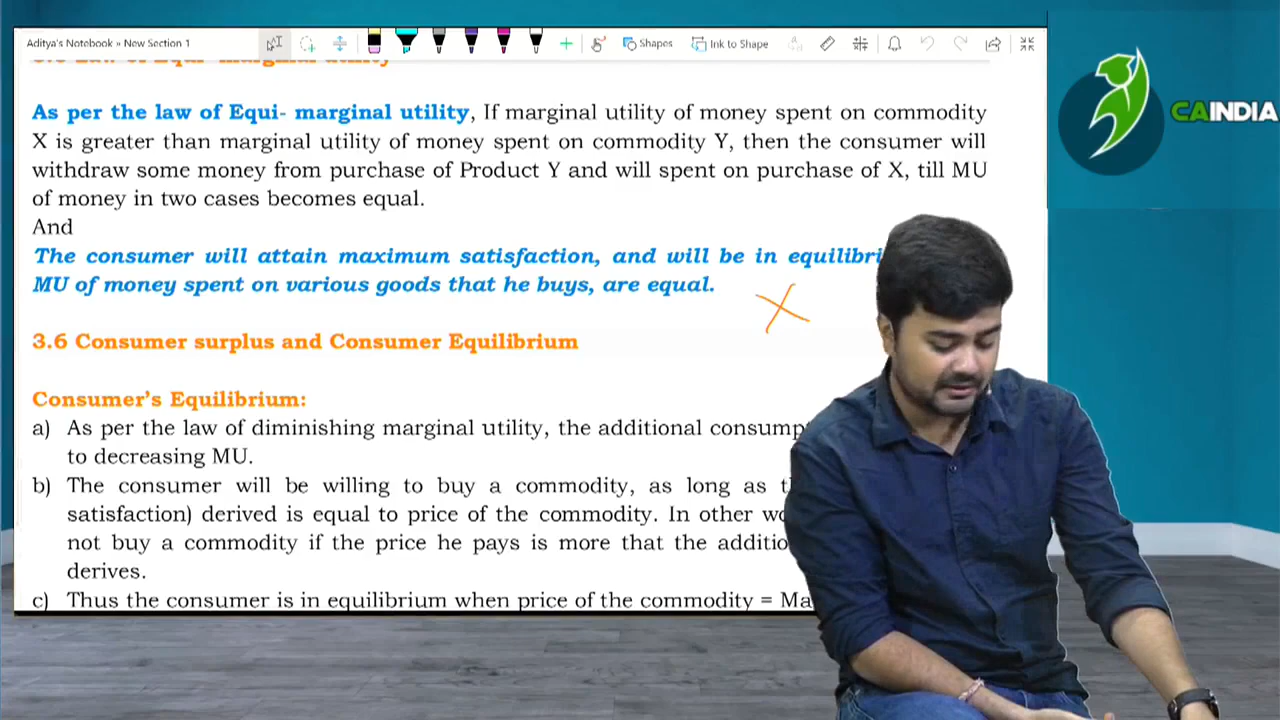 Aditya's Notebook » New Section 1
Shapes
Ink to Shape
CAINDIA
As per the law of Equi- marginal utility, If marginal utility of money spent on commodity
X is greater than marginal utility of money spent on commodity Y, then the consumer will
withdraw some money from purchase of Product Y and will spent on purchase of X, till MU
of money in two cases becomes equal.
And
The consumer will attain maximum satisfaction, and will be in
MU of money spent on various goods that he buys, are equal.
3.6 Consumer surplus and Consumer Equilibrium
Consumer's Equilibrium:
a) As per the law of diminishing marginal utility, the additional
to decreasing MU.
b) The consumer will be willing to buy a commodity, as long as
satisfaction) derived is equal to price of the commodity. In other
not buy a commodity if the price he pays is more that the
derives.
c) Thus the consumer is in equilibrium when price of the commodity =